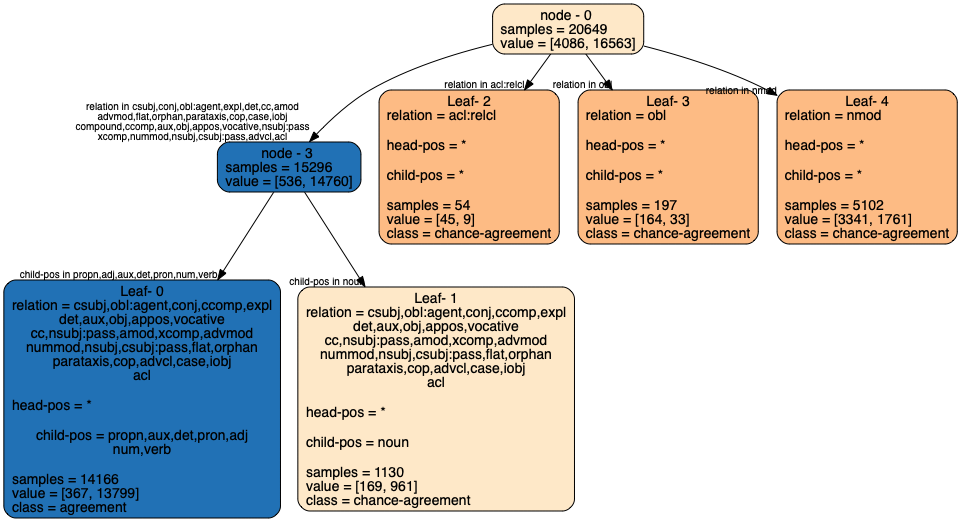 node - 0
samples = 20649
value = [4086, 16563]
relation in csubj,conj,obl:agent,expl,det,cc,amod
advmod,flat,orphan,parataxis,cop,case,iobj
compound,ccomp,aux,obj,appos,vocative,nsubj:pass
xcomp,nummod,nsubj,csubj:pass,advcl,acl
relation in acl:relcl
relation in obl
relation in nmod
node - 3
samples = 15296
value = [536, 14760]
Leaf- 2
relation = acl:relcl
head-pos = *
child-pos = *
samples = 54
value = [45, 9]
class = chance-agreement
Leaf- 3
relation = obl
head-pos = *
child-pos = *
samples = 197
value = [164, 33]
class = chance-agreement
Leaf- 4
relation = nmod
head-pos = *
child-pos = *
samples = 5102
value = [3341, 1761]
class = chance-agreement
child-pos in propn,adj,aux,det,pron,num,verb
child-pos in noun
Leaf- 0
relation = csubj,obl:agent,conj,ccomp,expl
det,aux,obj,appos,vocative
cc,nsubj:pass,amod,xcomp,advmod
nummod,nsubj,csubj:pass,flat,orphan
parataxis,cop,advcl,case,iobj
acl
head-pos = *
child-pos = propn,aux,det,pron,adj
num,verb
samples = 14166
value = [367, 13799]
class = agreement
Leaf- 1
relation = csubj,obl:agent,conj,ccomp,expl
det,aux,obj,appos,vocative
cc,nsubj:pass,amod,xcomp,advmod
nummod,nsubj,csubj:pass,flat,orphan
parataxis,cop,advcl,case,iobj
acl
head-pos = *
child-pos = noun
samples = 1130
value = [169, 961]
class = chance-agreement